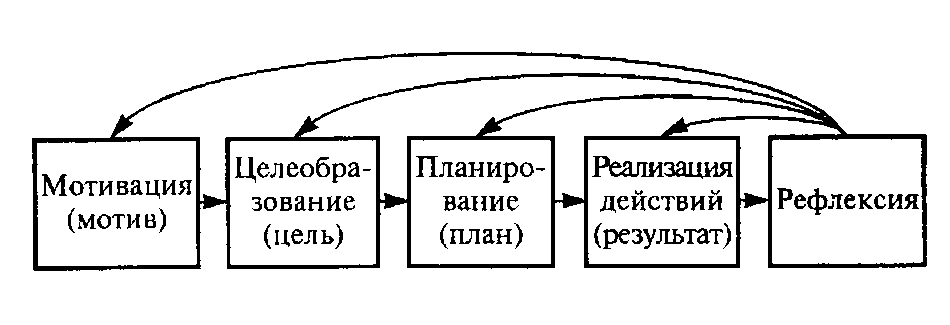 Мотивация
(мотив)
Целеобра-
зование
(цель)
Планиро-
вание
(план)
Реализация
действий
(результат)
Рефлексия